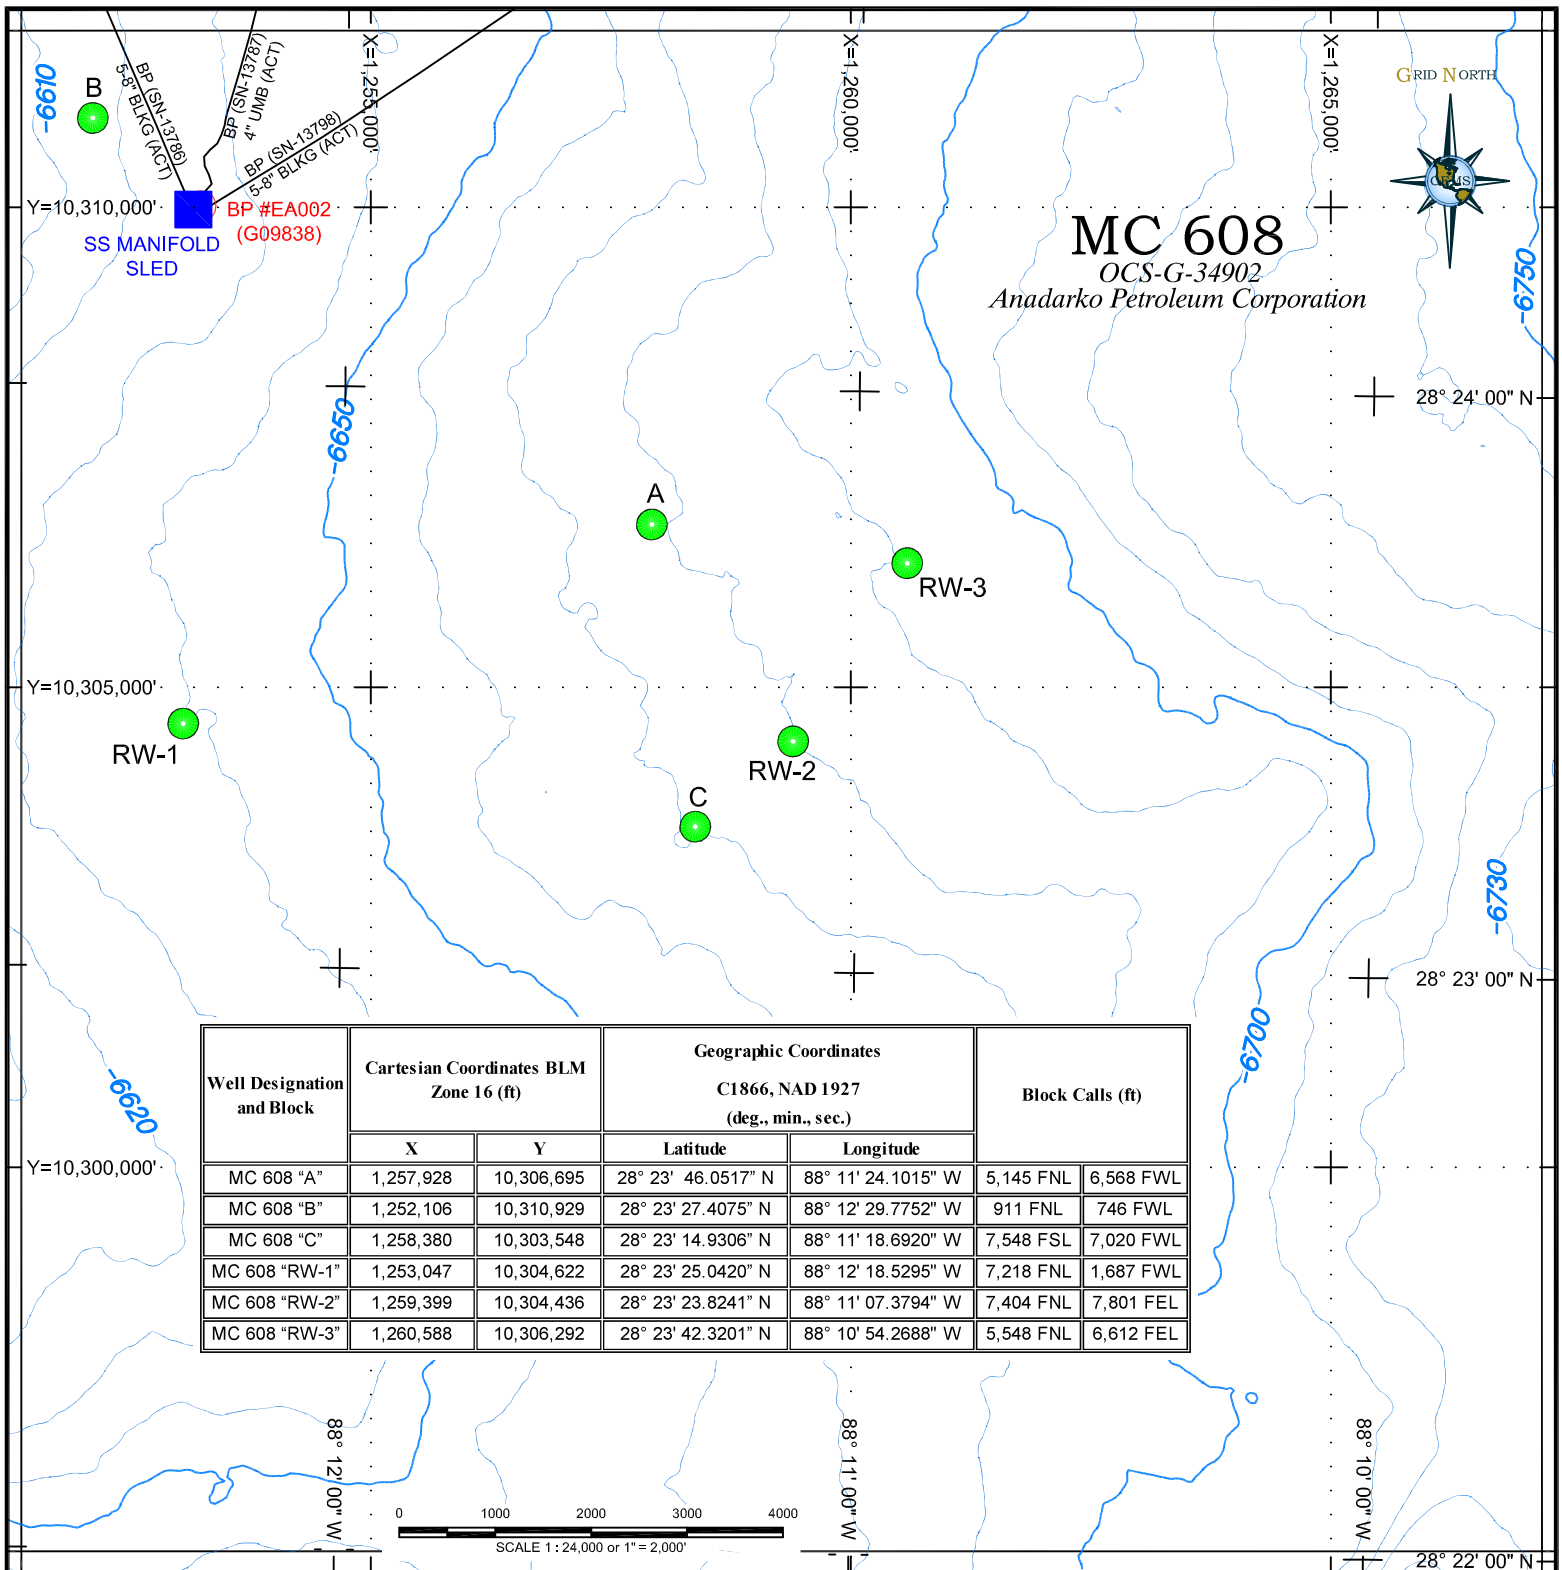 X=1,255,000'
X=1,260,000'
X=1,265,000'
-6610
B
BP (SN-13786)
5-8" BLKG (ACT)
BP (SN-13787)
4" UMB (ACT)
BP (SN-13798)
5-8" BLKG (ACT)
GRID NORTH
Y=10,310,000'
BP #EA002
(G09838)
SS MANIFOLD
SLED
MC 608
OCS-G-34902
Anadarko Petroleum Corporation
-6750
28° 24' 00" N
-6650
A
RW-3
Y=10,305,000'
RW-1
RW-2
C
-6730
28° 23' 00" N
-6700
-6620
Well Designation and Block
Cartesian Coordinates BLM Zone 16 (ft)
Geographic Coordinates
C1866, NAD 1927
(deg., min., sec.)
Block Calls (ft)
X Y Latitude Longitude
Y=10,300,000'
MC 608 “A” 1,257,928 10,306,695 28° 23' 46.0517” N 88° 11' 24.1015" W 5,145 FNL 6,568 FWL
MC 608 “B” 1,252,106 10,310,929 28° 23' 27.4075” N 88° 12' 29.7752" W 911 FNL 746 FWL
MC 608 “C” 1,258,380 10,303,548 28° 23' 14.9306” N 88° 11' 18.6920" W 7,548 FSL 7,020 FWL
MC 608 “RW-1” 1,253,047 10,304,622 28° 23' 25.0420” N 88° 12' 18.5295" W 7,218 FNL 1,687 FWL
MC 608 “RW-2” 1,259,399 10,304,436 28° 23' 23.8241” N 88° 11' 07.3794" W 7,404 FNL 7,801 FEL
MC 608 “RW-3” 1,260,588 10,306,292 28° 23' 42.3201” N 88° 10' 54.2688" W 5,548 FNL 6,612 FEL
88° 12' 00" W
88° 11' 00" W
88° 10' 00" W
0 1000 2000 3000 4000
SCALE 1 : 24,000 or 1" = 2,000'
28° 22' 00" N